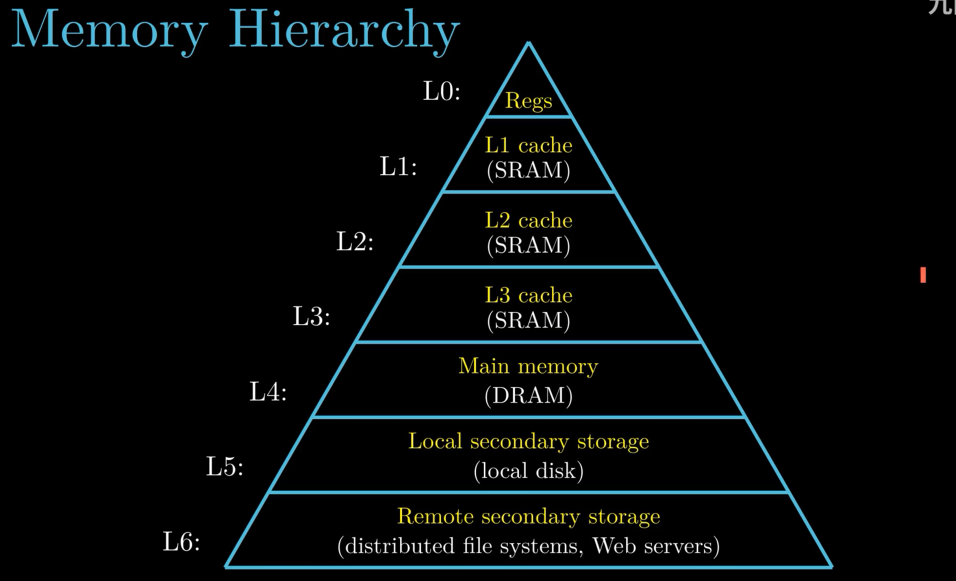 Memory Hierarchy
L0:
Regs
L1:
L1 cache
(SRAM)
L2:
L2 cache
(SRAM)
L3:
L3 cache
(SRAM)
L4:
Main memory
(DRAM)
L5:
Local secondary storage
(local disk)
L6:
Remote secondary storage
(distributed file systems, Web servers)